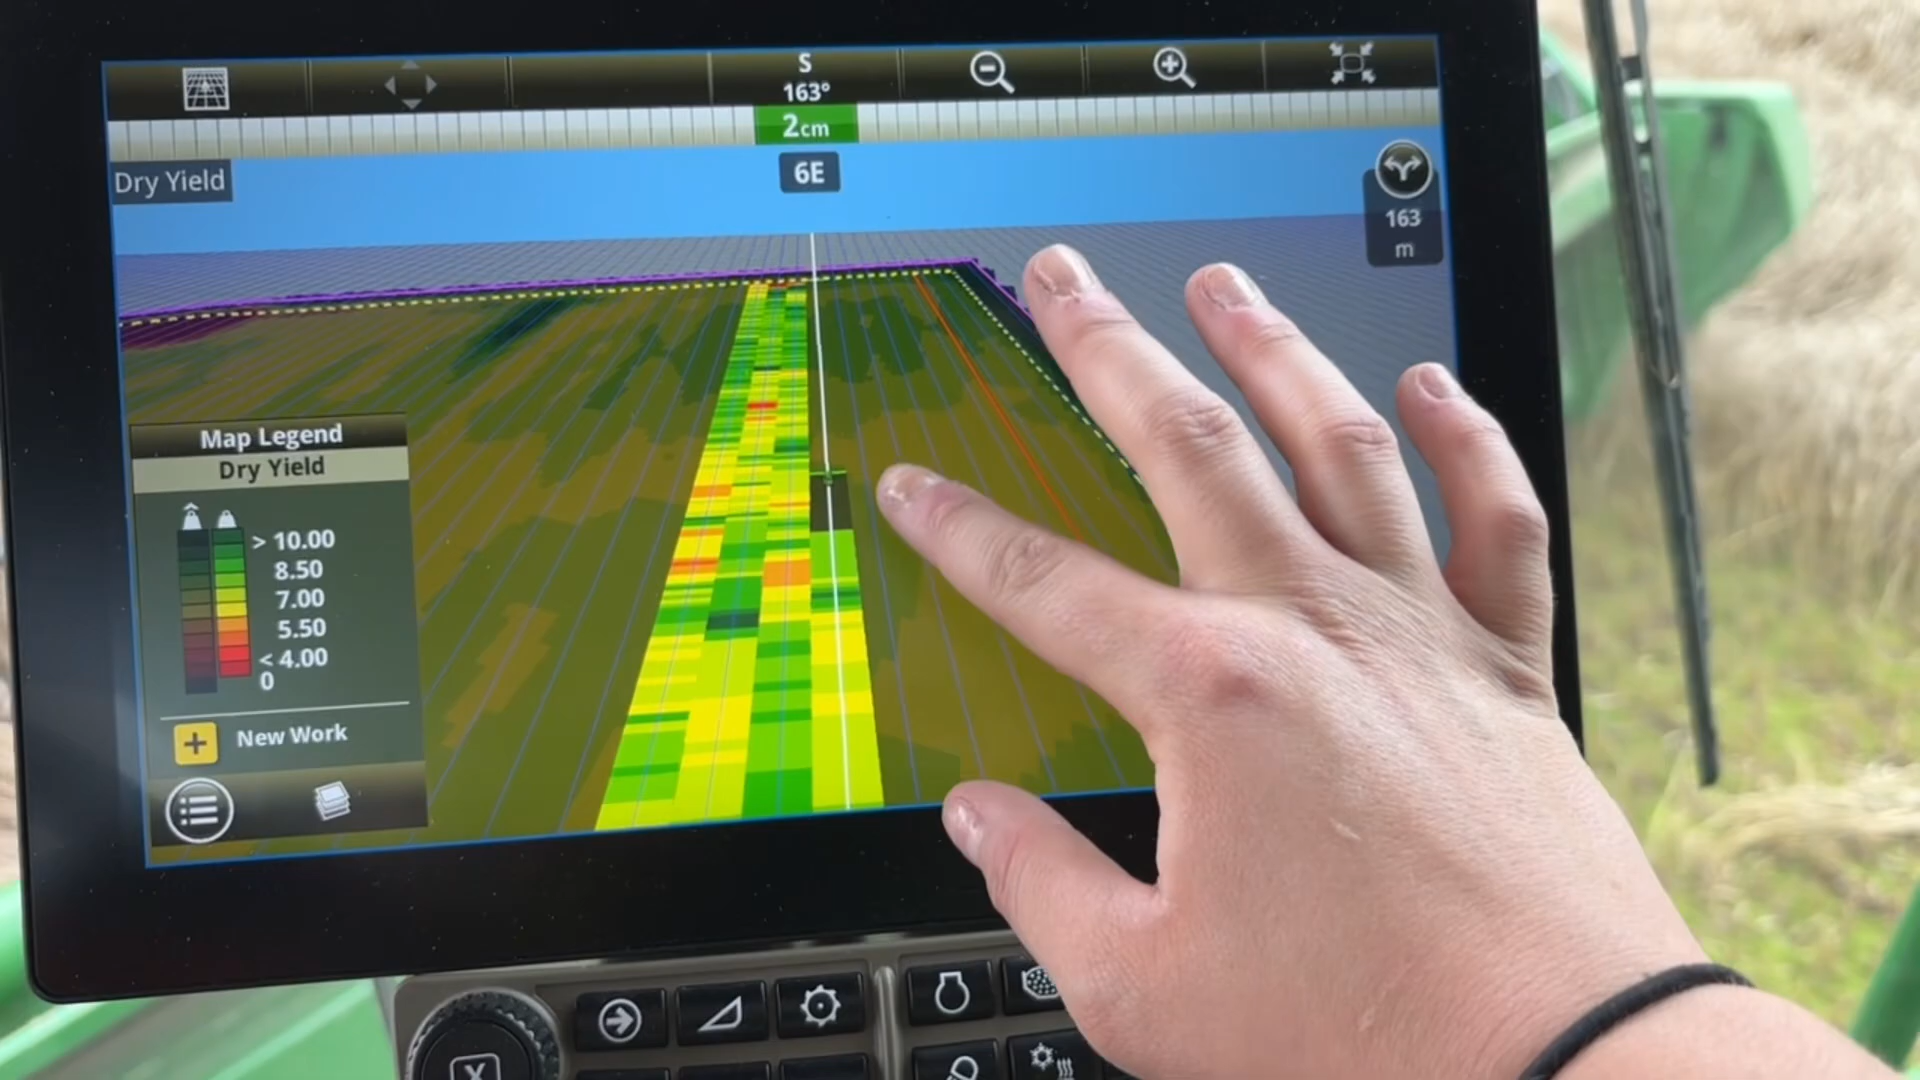 S
163°
2cm
6E
Dry Yield
163
m
Map Legend
Dry Yield
> 10.00
8.50
7.00
5.50
< 4.00
0
New Work
X